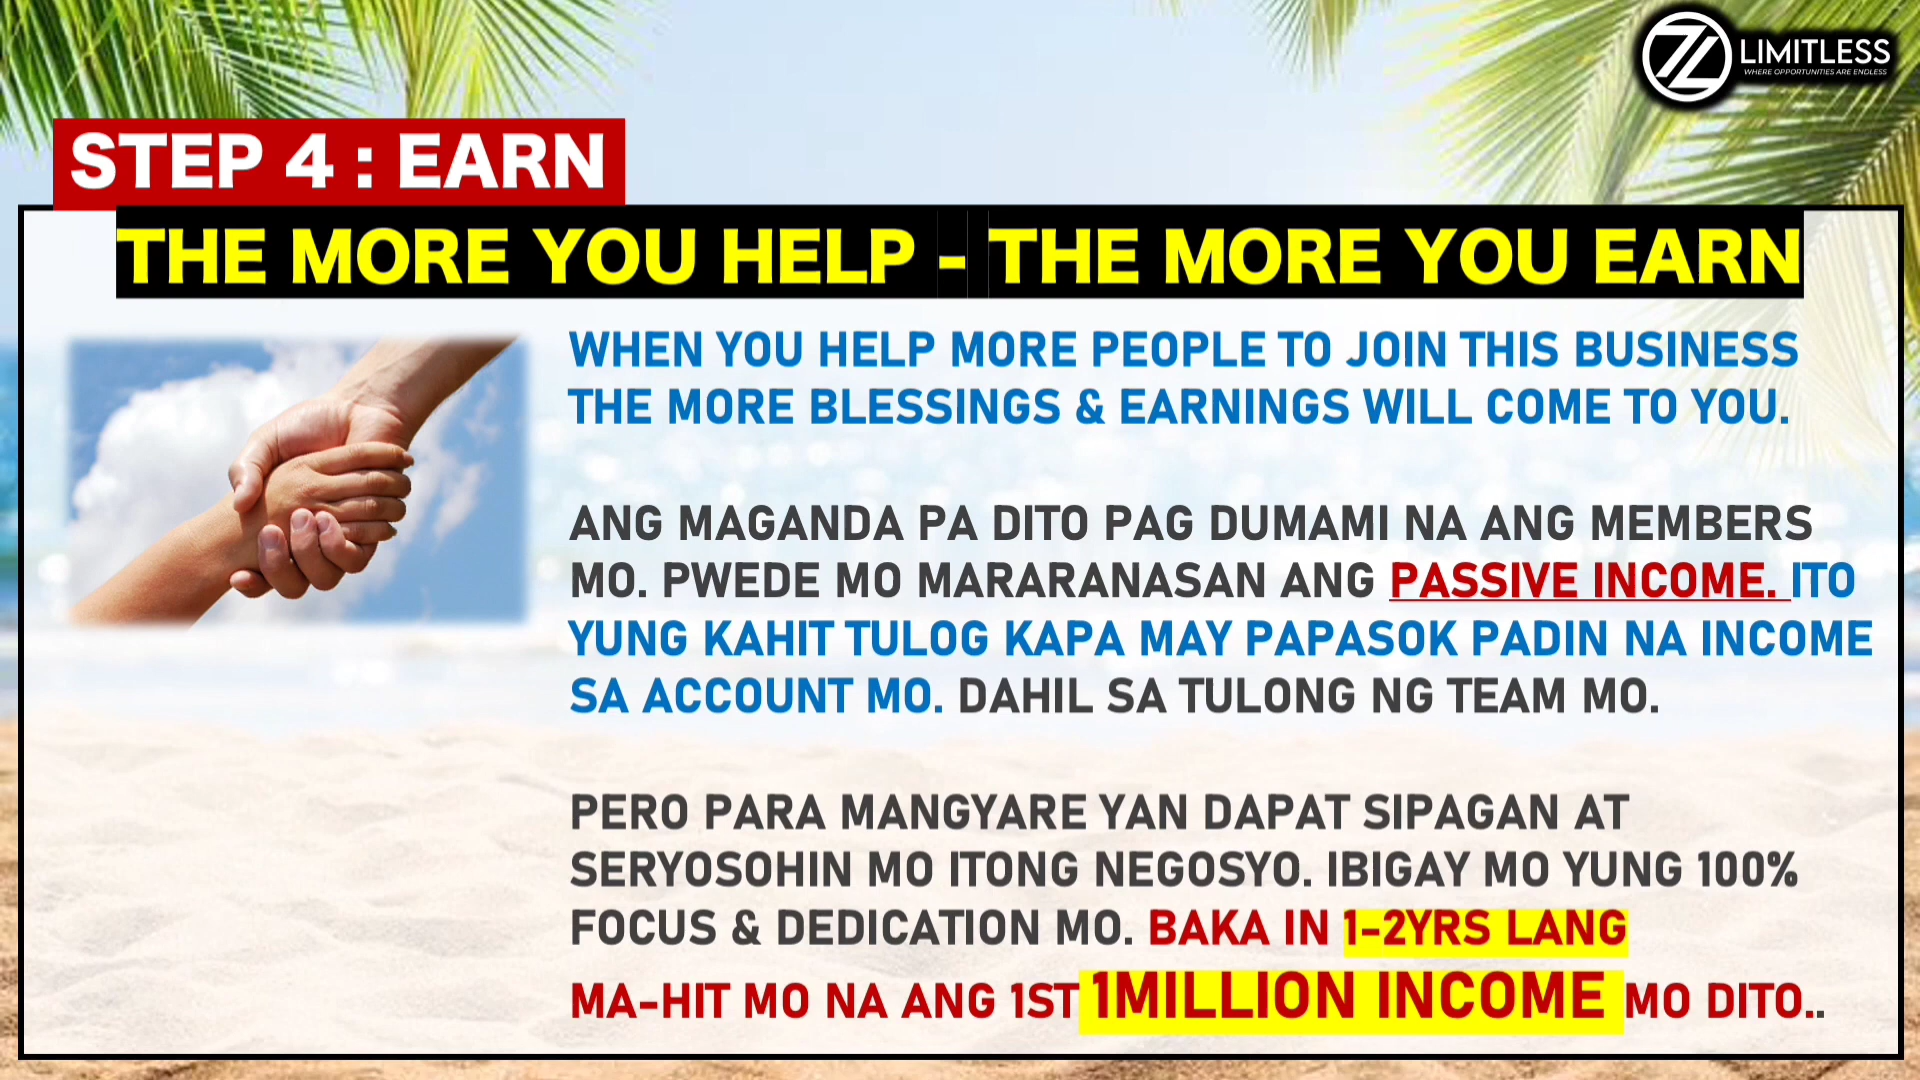 LIMITLESS
WHERE OPPORTUNITIES ARE ENDLESS
STEP 4 : EARN
THE MORE YOU HELP - THE MORE YOU EARN
WHEN YOU HELP MORE PEOPLE TO JOIN THIS BUSINESS
THE MORE BLESSINGS & EARNINGS WILL COME TO YOU.
ANG MAGANDA PA DITO PAG DUMAMI NA ANG MEMBERS
MO. PWEDE MO MARARANASAN ANG PASSIVE INCOME. ITO
YUNG KAHIT TULOG KAPA MAY PAPASOK PADIN NA INCOME
SA ACCOUNT MO. DAHIL SA TULONG NG TEAM MO.
PERO PARA MANGYARE YAN DAPAT SIPAGAN AT
SERYOSOHIN MO ITONG NEGOSYO. IBIGAY MO YUNG 100%
FOCUS & DEDICATION MO. BAKA IN 1-2YRS LANG
MA-HIT MO NA ANG 1ST 1MILLION INCOME MO DITO..